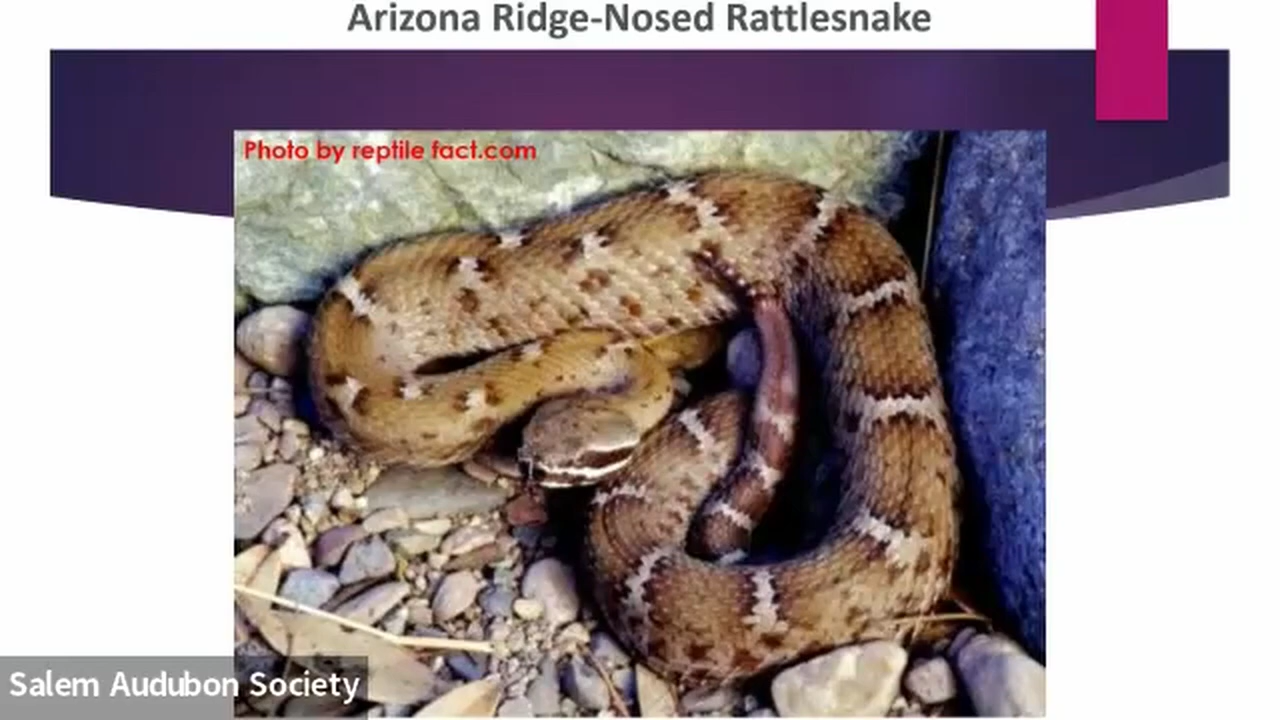 Arizona Ridge-Nosed Rattlesnake
Photo by reptile fact.com
Salem Audubon Society